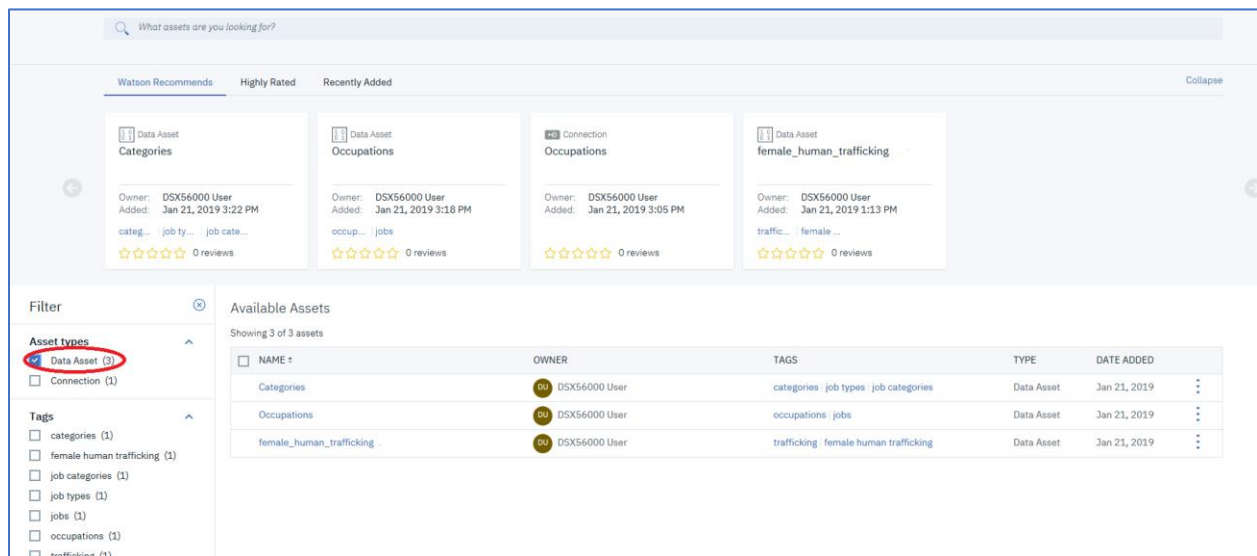 What assets are you looking for?
Watson Recommends Highly Rated Recently Added Collapse
Data Asset
Categories
Owner: DSX56000 User
Added: Jan 21, 2019 3:22 PM
categ... job ty... job cate...
0 reviews
Data Asset
Occupations
Owner: DSX56000 User
Added: Jan 21, 2019 3:18 PM
occup... jobs
0 reviews
Connection
Occupations
Owner: DSX56000 User
Added: Jan 21, 2019 3:05 PM
0 reviews
Data Asset
female_human_trafficking
Owner: DSX56000 User
Added: Jan 21, 2019 1:13 PM
traffic... female ...
0 reviews
Filter
Asset types
Data Asset (3)
Connection (1)
Tags
categories (1)
female human trafficking (1)
job categories (1)
job types (1)
jobs (1)
occupations (1)
trafficking (1)
Available Assets
Showing 3 of 3 assets
NAME OWNER TAGS TYPE DATE ADDED
Categories DU DSX56000 User categories job types job categories Data Asset Jan 21, 2019
Occupations DU DSX56000 User occupations jobs Data Asset Jan 21, 2019
female_human_trafficking DU DSX56000 User trafficking female human trafficking Data Asset Jan 21, 2019